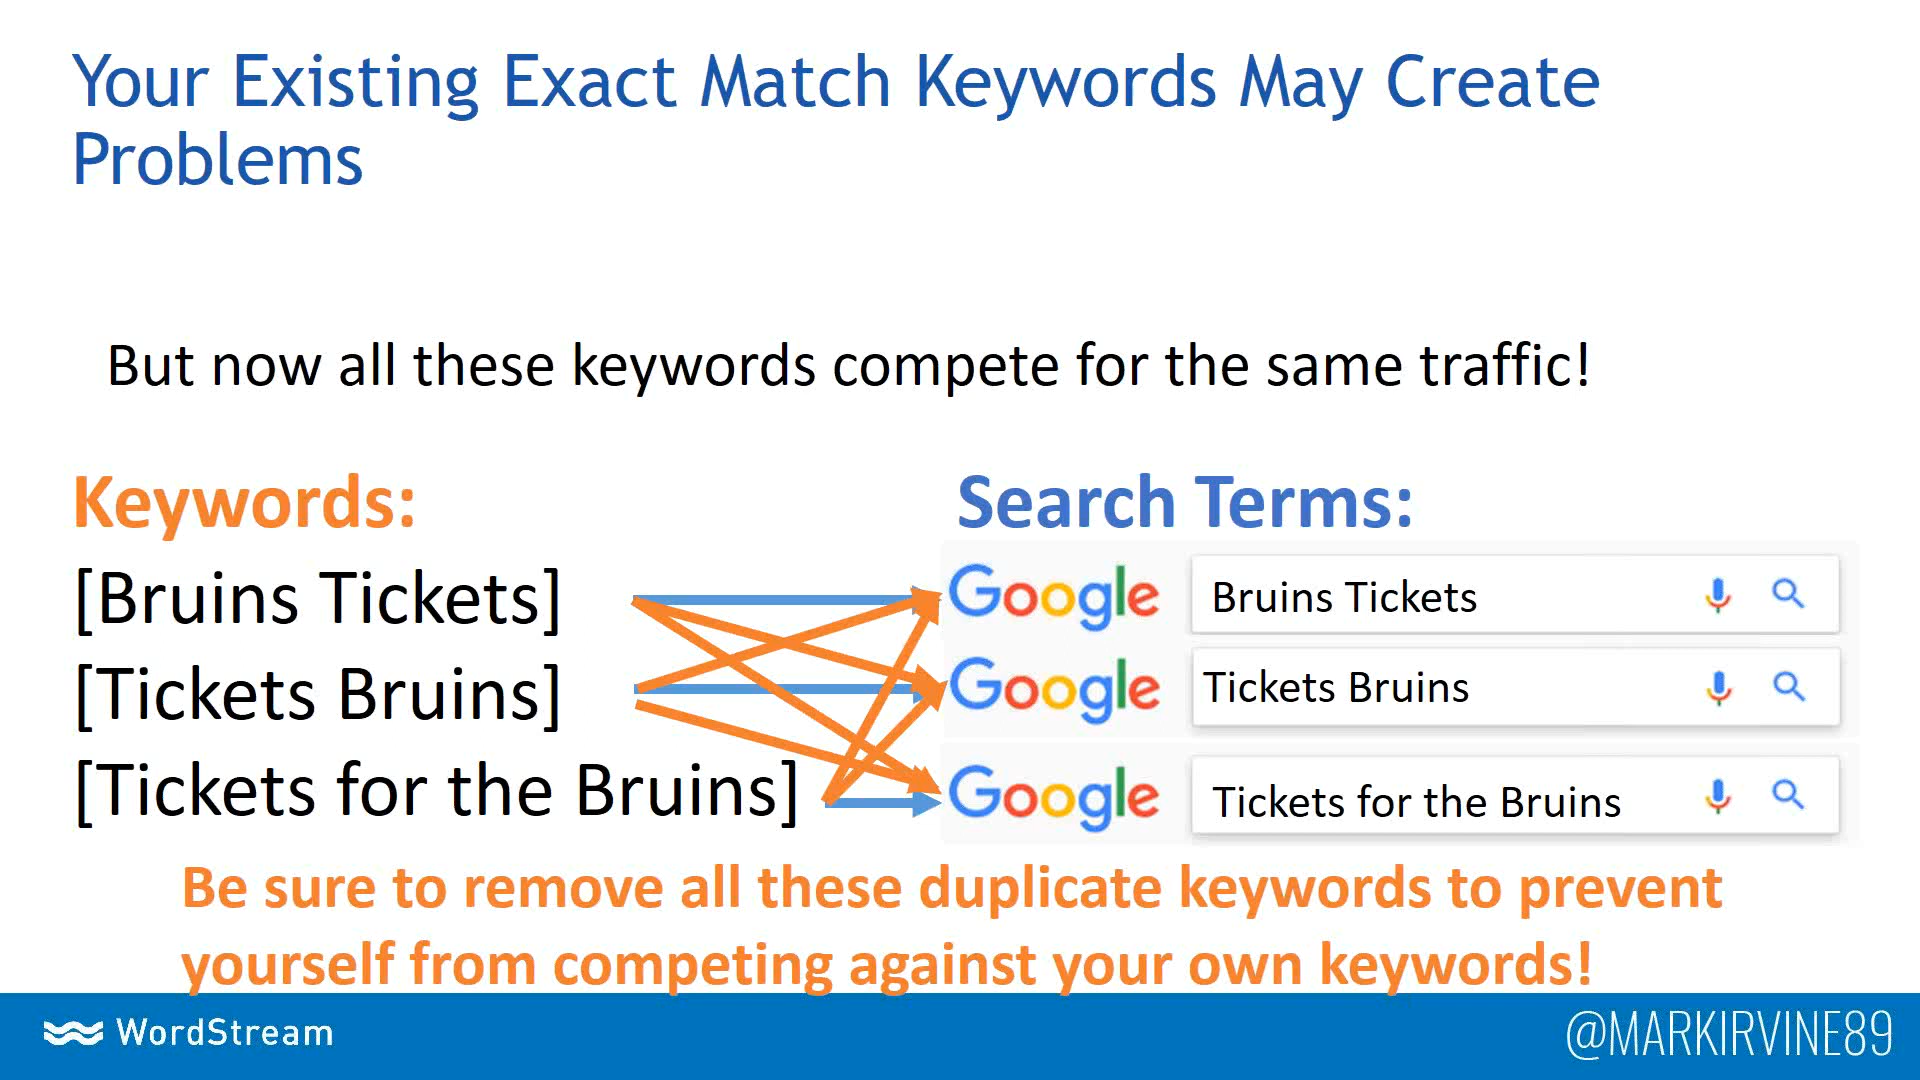 Your Existing Exact Match Keywords May Create
Problems
But now all these keywords compete for the same traffic!
Keywords:
[Bruins Tickets]
[Tickets Bruins]
[Tickets for the Bruins]
Search Terms:
Google Bruins Tickets
Google Tickets Bruins
Google Tickets for the Bruins
Be sure to remove all these duplicate keywords to prevent
yourself from competing against your own keywords!
WordStream
@MARKIRVINE89